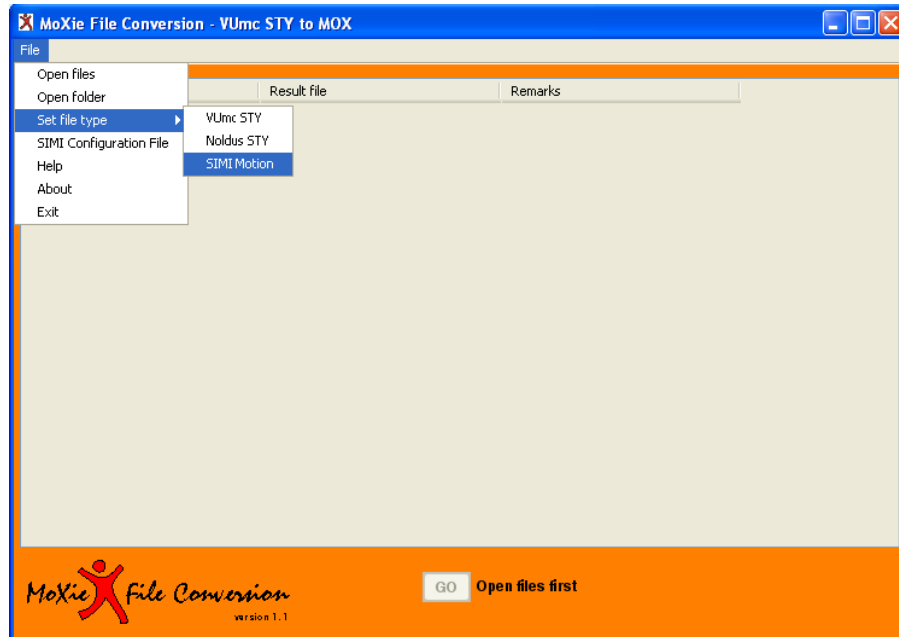 MoXie File Conversion - VUmc STY to MOX
File
Open files
Open folder
Set file type
SIMI Configuration File
Help
About
Exit
VUmc STY
Noldus STY
SIMI Motion
Result file
Remarks
MoXie File Conversion
version 1.1
GO
Open files first